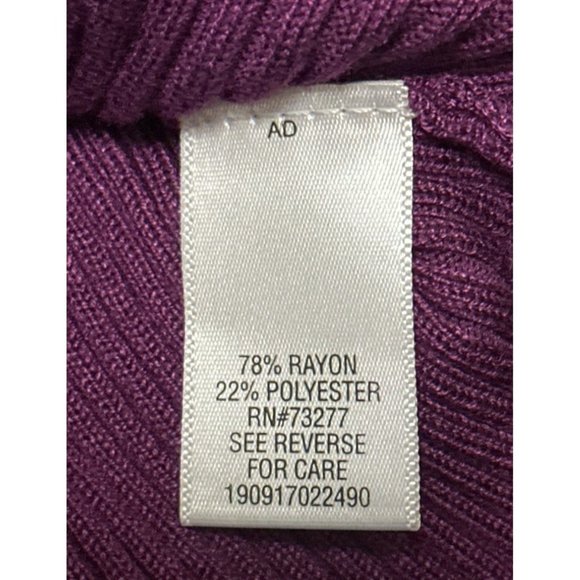 AD
78% RAYON
22% POLYESTER
RN#73277
SEE REVERSE
FOR CARE
190917022490